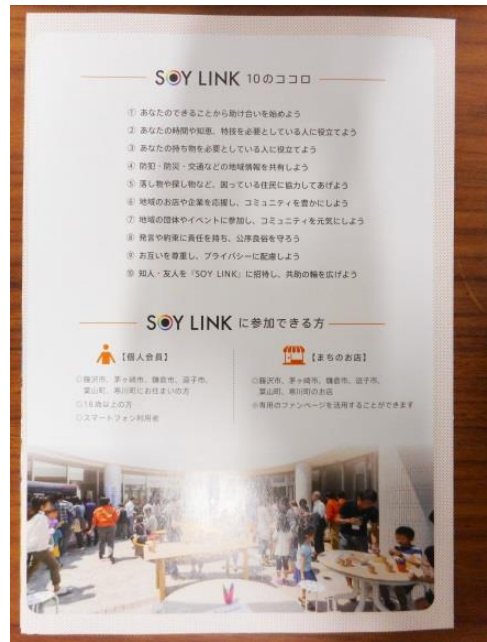 SOY LINK 10のココロ
① あなたのできることから助け合いを始めよう
② あなたの時間や知恵、特技を必要としている人に役立てよう
③ あなたの持ち物を必要としている人に役立てよう
④ 防犯・防災・交通などの地域情報を共有しよう
⑤ 落し物や探し物など、困っている住民に協力してあげよう
⑥ 地域のお店や企業を応援し、コミュニティを豊かにしよう
⑦ 地域の団体やイベントに参加し、コミュニティを元気にしよう
⑧ 発言や約束に責任を持ち、公序良俗を守ろう
⑨ お互いを尊重し、プライバシーに配慮しよう
⑩ 知人・友人を『SOY LINK』に招待し、共助の輪を広げよう
SOY LINK に参加できる方
【個人会員】
◎藤沢市、茅ヶ崎市、鎌倉市、逗子市、
葉山町、寒川町にお住まいの方
◎18歳以上の方
◎スマートフォン利用者
【まちのお店】
◎藤沢市、茅ヶ崎市、鎌倉市、逗子市、
葉山町、寒川町のお店
※有用のファンページを活用することができます